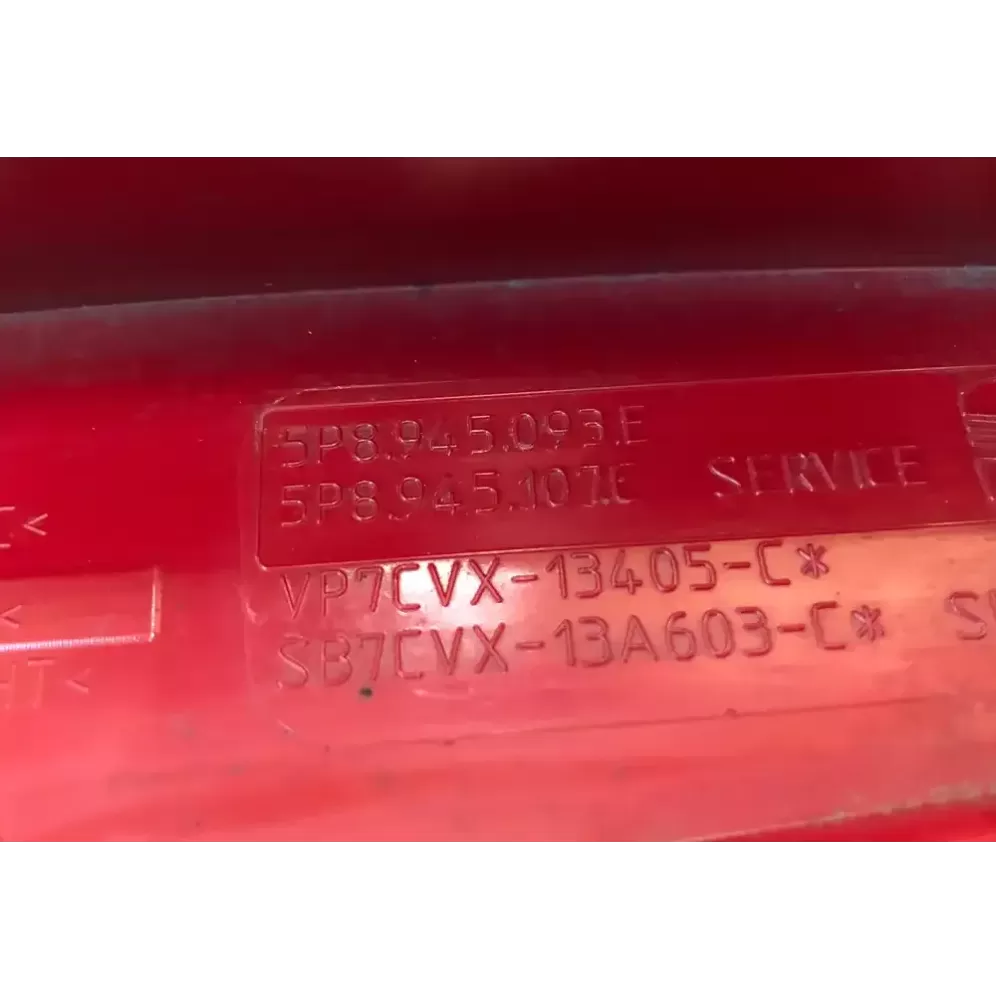 5P8.945.093.E
5P8.945.107.E
SERVICE
VP7CVX-13405-C*
SB7CVX-13A603-C*